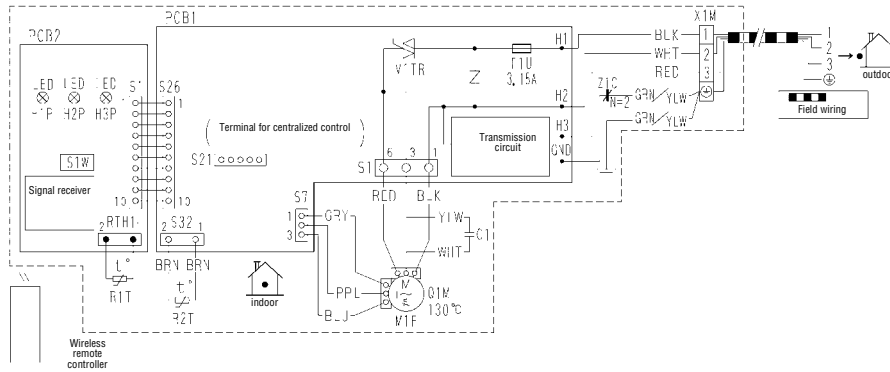 PCB2
PCB1
X1M
LED LED LED
H1P H2P H3P
S1 S26
1
10 10
S1W
Signal receiver
RTH1
2 1
S32
2 1
BRN BRN
t°
R1T
t°
R2T
Terminal for centralized control
S21
V1TR
Z
F1U
3.15A
H1
H2
H3
GND
Transmission
circuit
S1
6 3 1
RED BLK
S7
1
3
GRY
PPL
BLU
YLW
WHT
C1
M
1~
Q1M
130°C
M1F
BLK 1
WHT 2
RED 3
Z1C
N=2
GRN/YLW
GRN/YLW
1
2
3
outdoor
Field wiring
indoor
Wireless
remote
controller